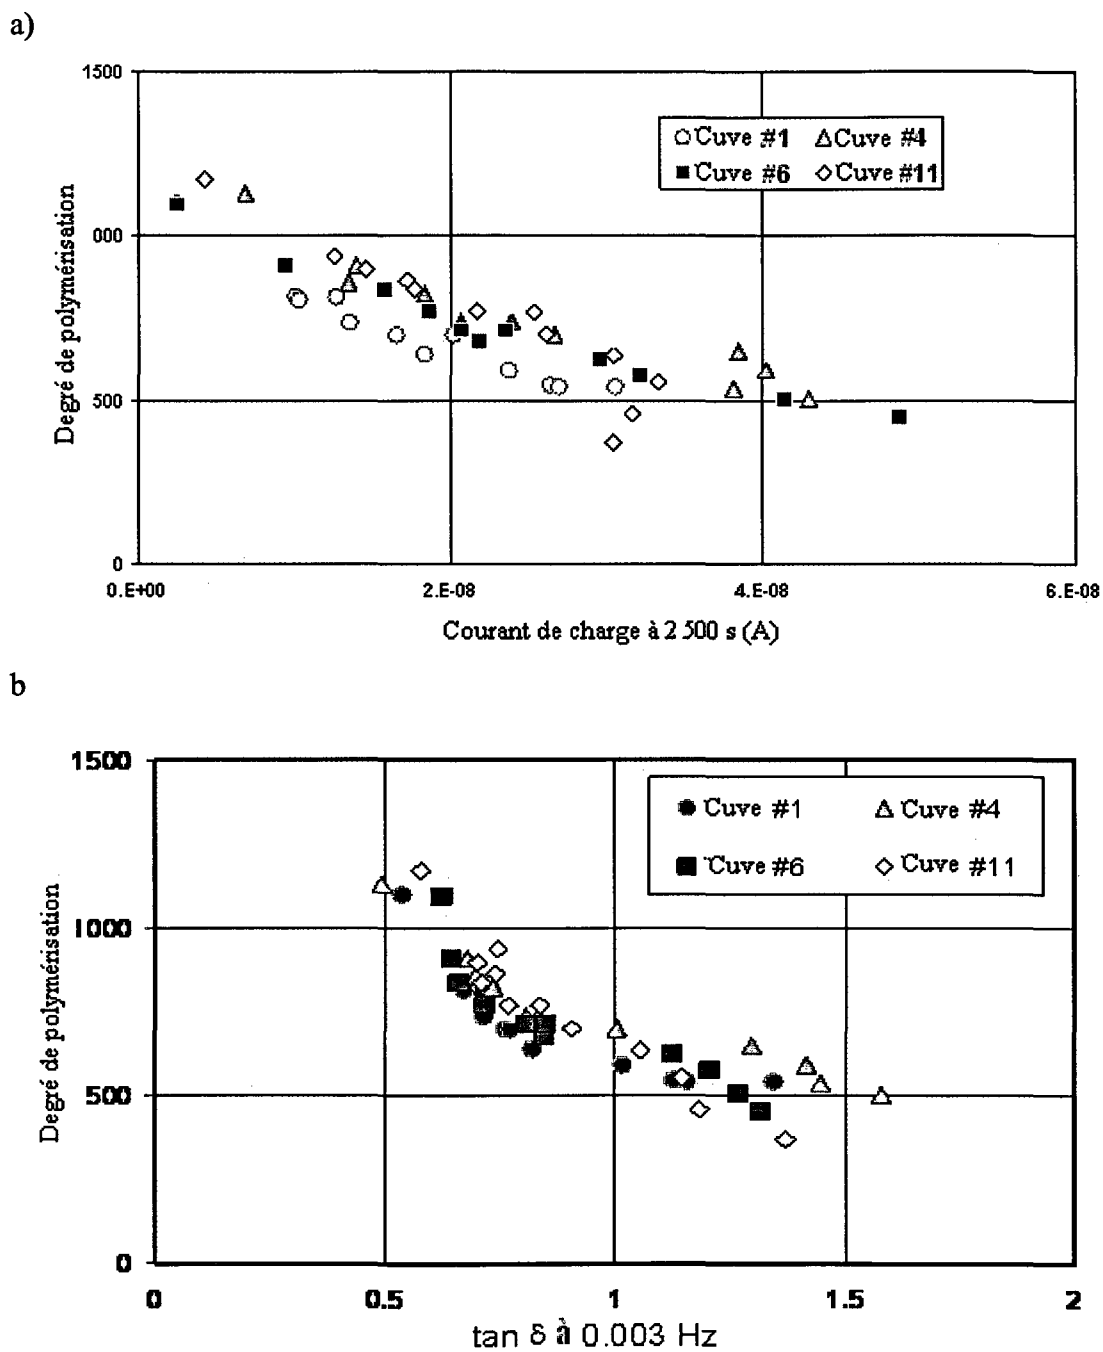 a)
1500
Cuve #1 Cuve #4
Cuve #6 Cuve #11
000
500
0
Degré de polymérisation
0.E+00 2.E-08 4.E-08 6.E-08
Courant de charge à 2 500 s (A)
b
1500
Cuve #1 Cuve #4
Cuve #6 Cuve #11
1000
500
0
Degré de polymérisation
0 0.5 1 1.5 2
tan δ à 0.003 Hz